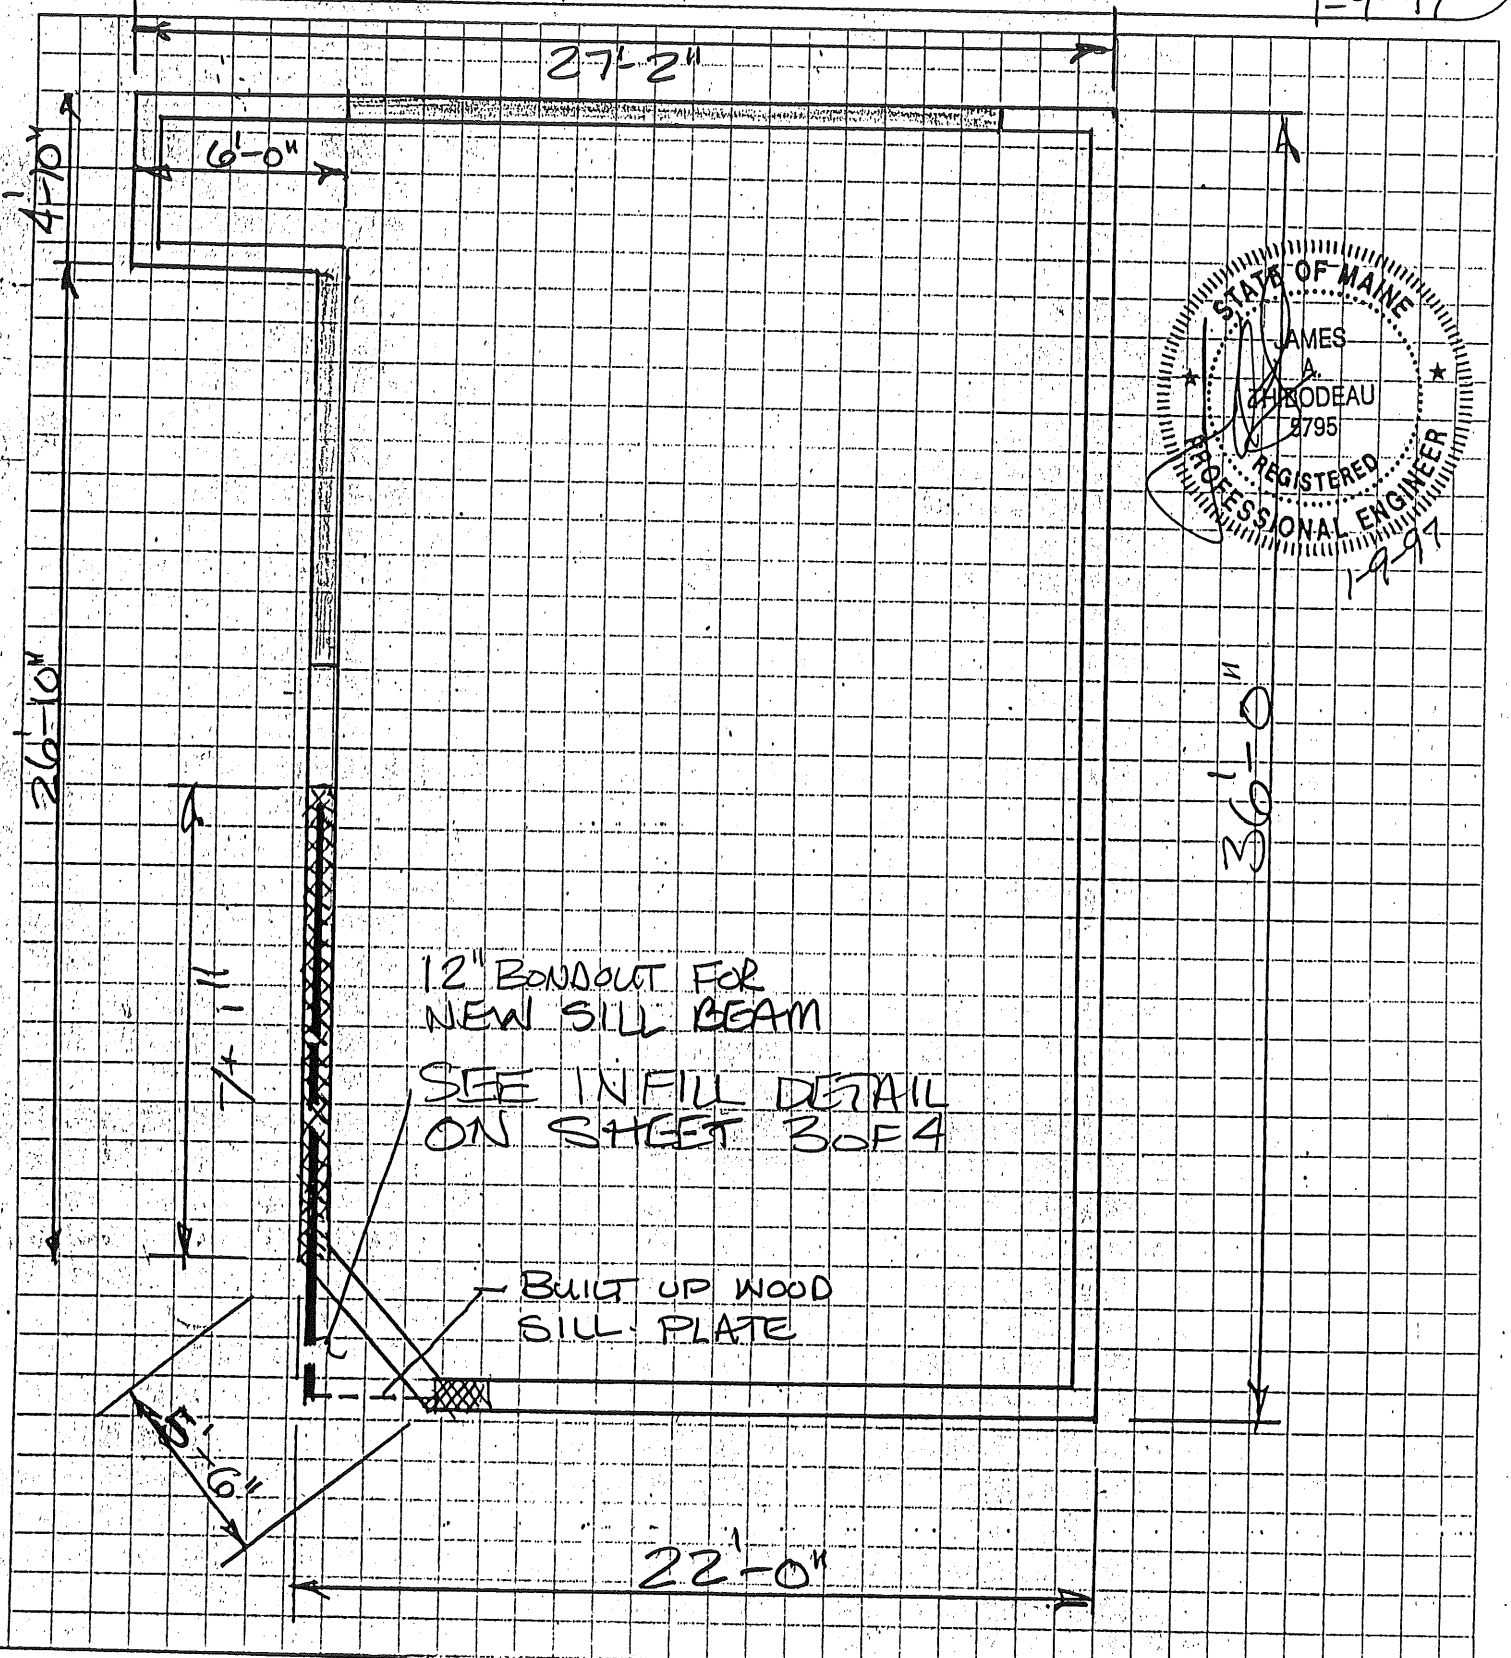 27'-2"
6'-0"
4'-10"
STATE OF MAINE
JAMES
A.
THIBODEAU
5795
REGISTERED
PROFESSIONAL ENGINEER
1-9-97
26'-10"
36'-0"
12" BONDOUT FOR
NEW SILL BEAM
SEE INFILL DETAIL
ON SHEET 3 OF 4
BUILT UP WOOD
SILL PLATE
5'-6"
22'-0"